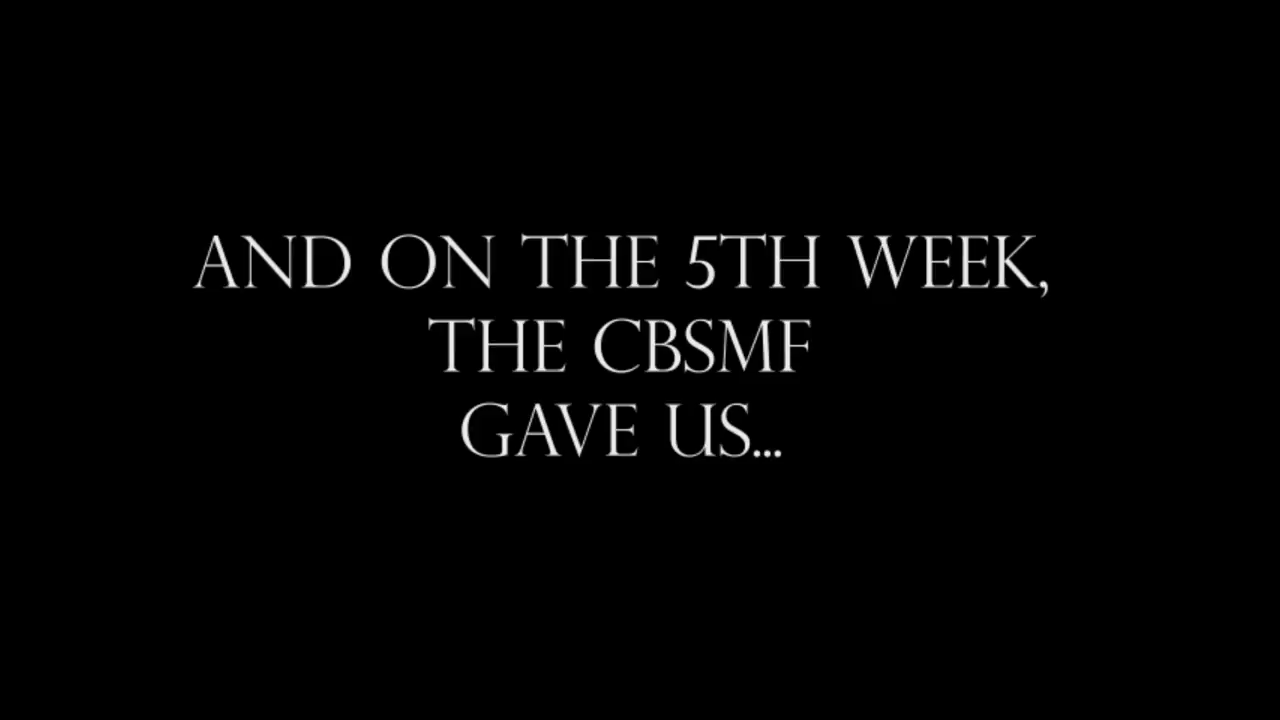 AND ON THE 5TH WEEK,
THE CBSMF
GAVE US...